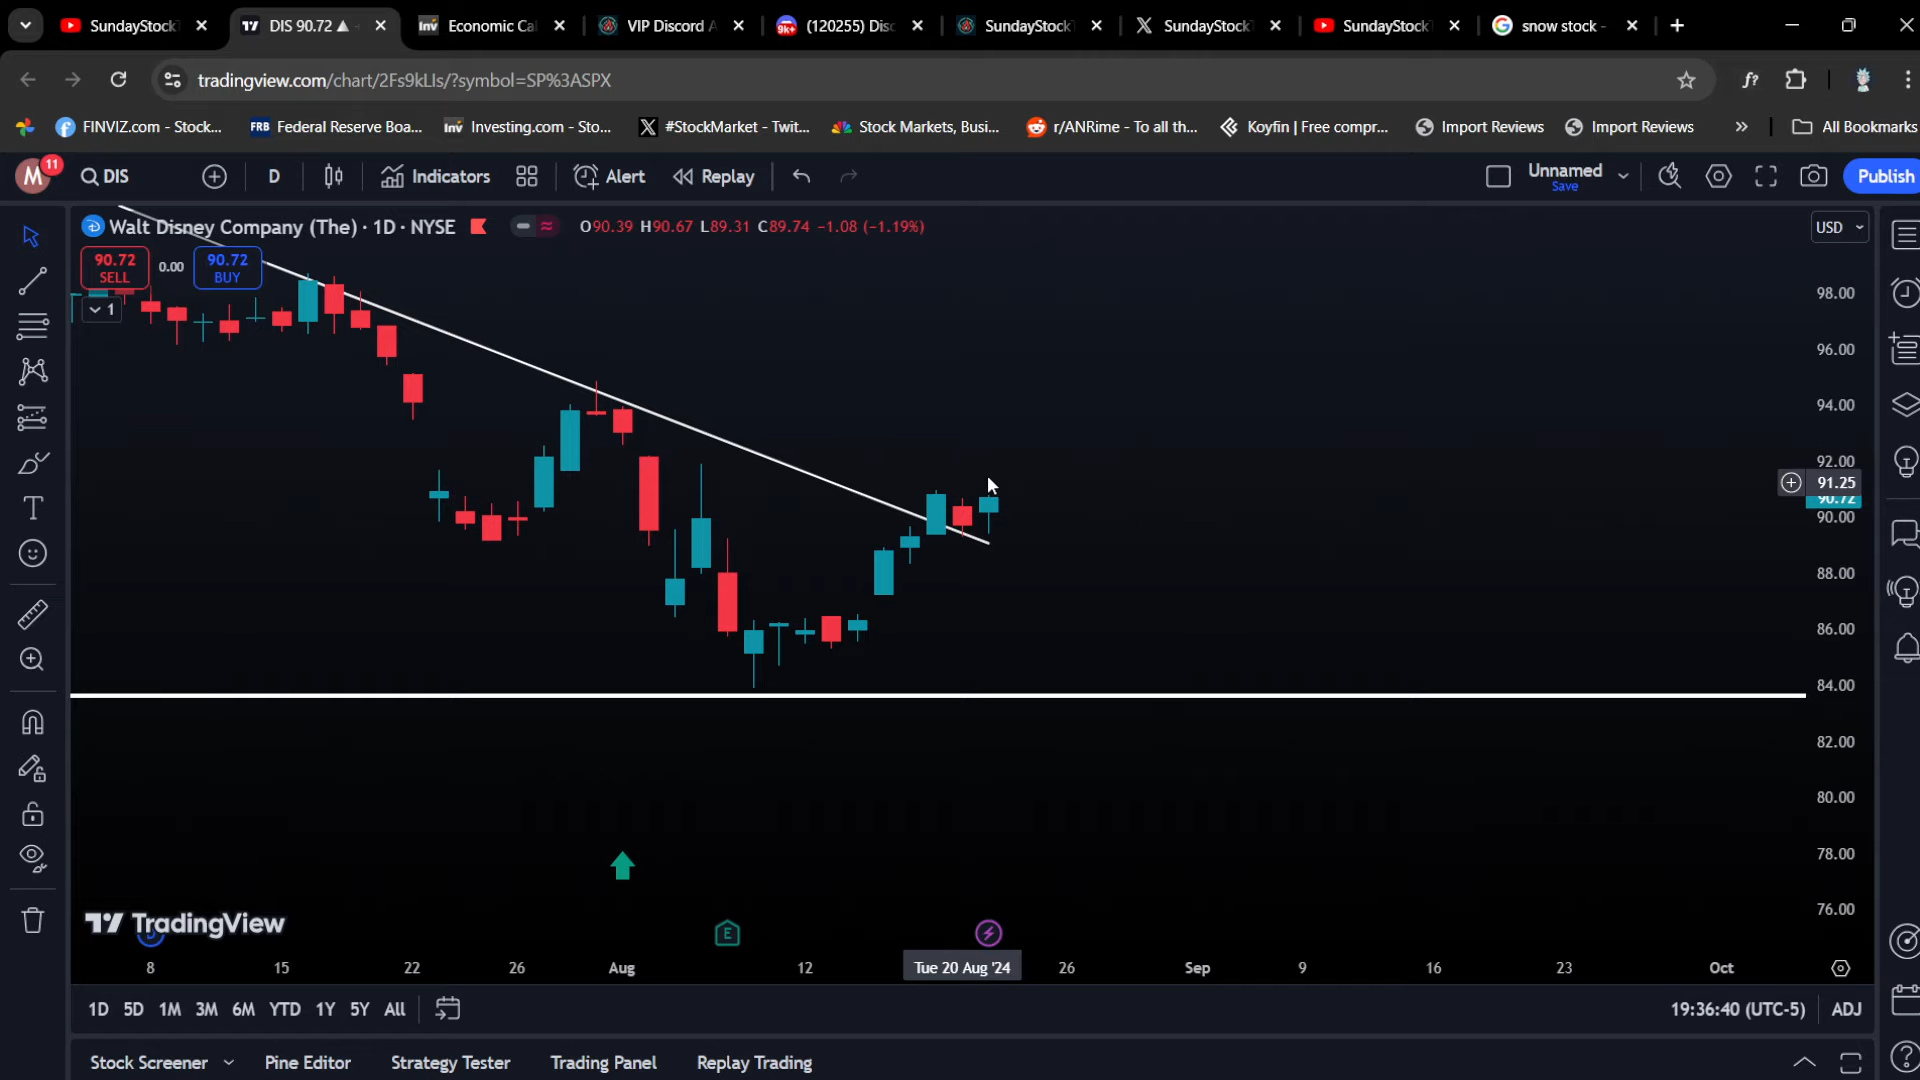 SundayStock
DIS 90.72
Economic Ca
VIP Discord A
(120255) Disc
SundayStock
SundayStock
SundayStock
snow stock -
tradingview.com/chart/2Fs9kLIs/?symbol=SP%3ASPX
FINVIZ.com - Stock...
FRB Federal Reserve Boa...
Inv Investing.com - Sto...
#StockMarket - Twit...
Stock Markets, Busi...
r/ANRime - To all th...
Koyfin | Free compr...
Import Reviews
Import Reviews
All Bookmarks
M 11
DIS
D
Indicators
Alert
Replay
Unnamed
Save
Publish
Walt Disney Company (The) · 1D · NYSE
O90.39 H90.67 L89.31 C89.74 −1.08 (−1.19%)
USD
90.72
SELL
0.00
90.72
BUY
1
98.00
96.00
94.00
92.00
91.25
90.72
90.00
88.00
86.00
84.00
82.00
80.00
78.00
76.00
E
TradingView
8
15
22
26
Aug
12
Tue 20 Aug '24
26
Sep
9
16
23
Oct
1D 5D 1M 3M 6M YTD 1Y 5Y All
19:36:40 (UTC-5)
ADJ
Stock Screener
Pine Editor
Strategy Tester
Trading Panel
Replay Trading